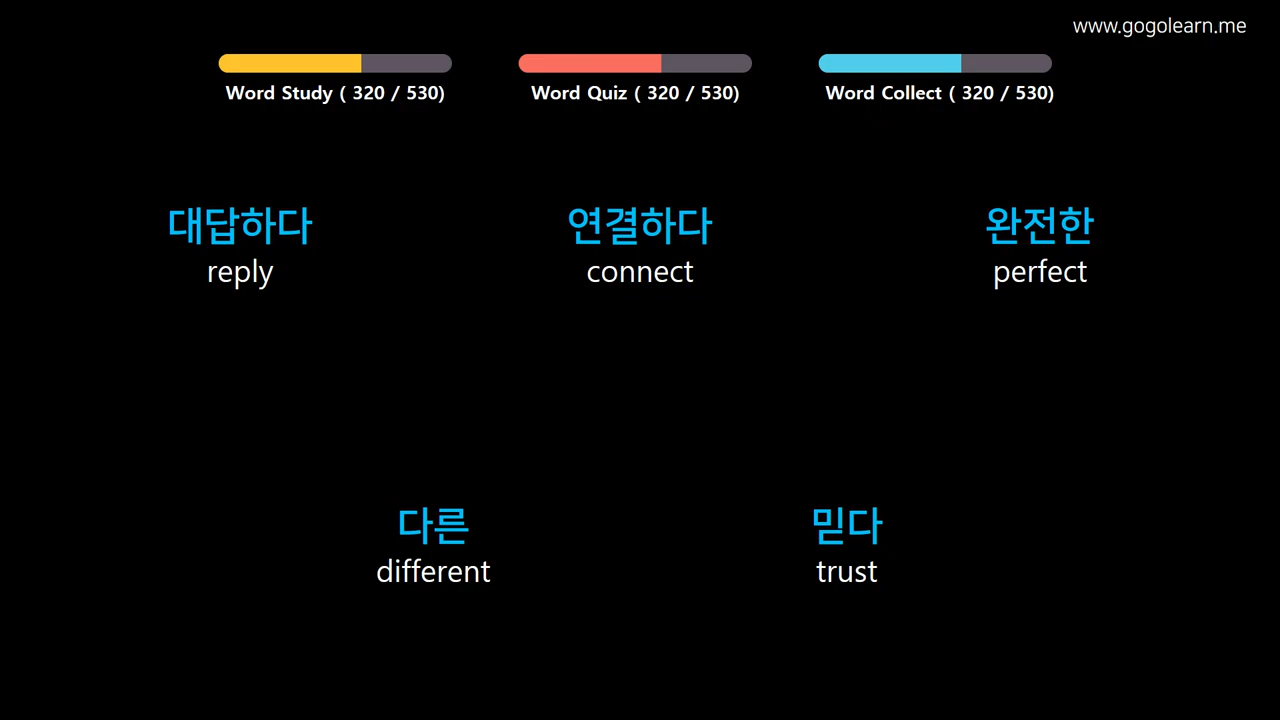 www.gogolearn.me
Word Study ( 320 / 530)
Word Quiz ( 320 / 530)
Word Collect ( 320 / 530)
대답하다
reply
연결하다
connect
완전한
perfect
다른
different
믿다
trust